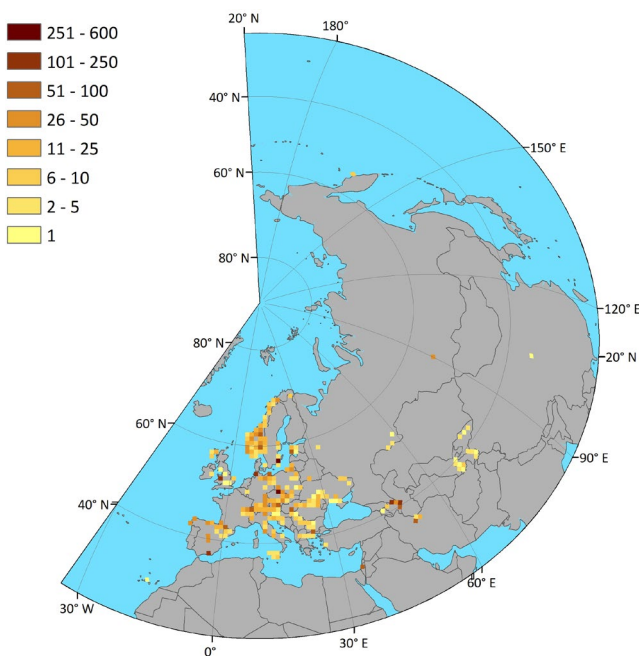 251 - 600
101 - 250
51 - 100
26 - 50
11 - 25
6 - 10
2 - 5
1
20° N
180°
40° N
150° E
60° N
80° N
120° E
80° N
20° N
60° N
90° E
40° N
60° E
30° W
30° E
0°